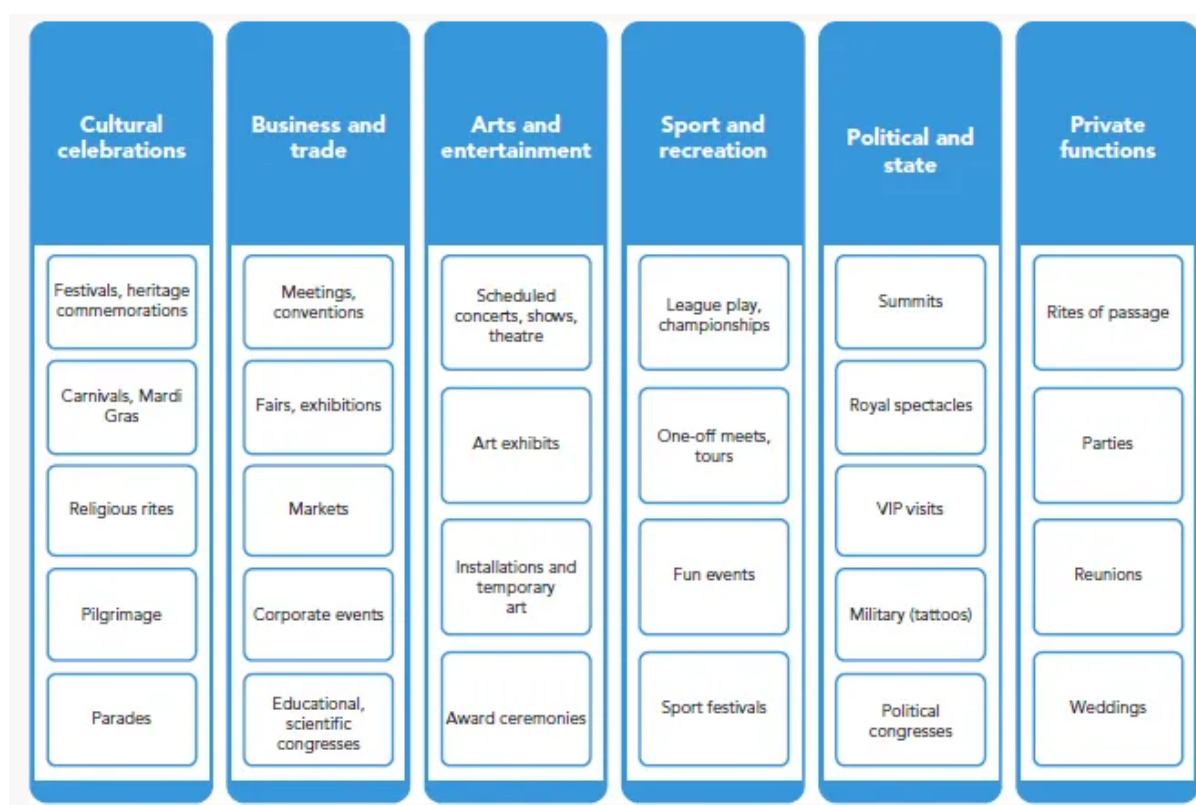 Cultural
celebrations
Festivals, heritage
commemorations
Carnivals, Mardi
Gras
Religious rites
Pilgrimage
Parades
Business and
trade
Meetings,
conventions
Fairs, exhibitions
Markets
Corporate events
Educational,
scientific
congresses
Arts and
entertainment
Scheduled
concerts, shows,
theatre
Art exhibits
Installations and
temporary
art
Award ceremonies
Sport and
recreation
League play,
championships
One-off meets,
tours
Fun events
Sport festivals
Political and
state
Summits
Royal spectacles
VIP visits
Military (tattoos)
Political
congresses
Private
functions
Rites of passage
Parties
Reunions
Weddings